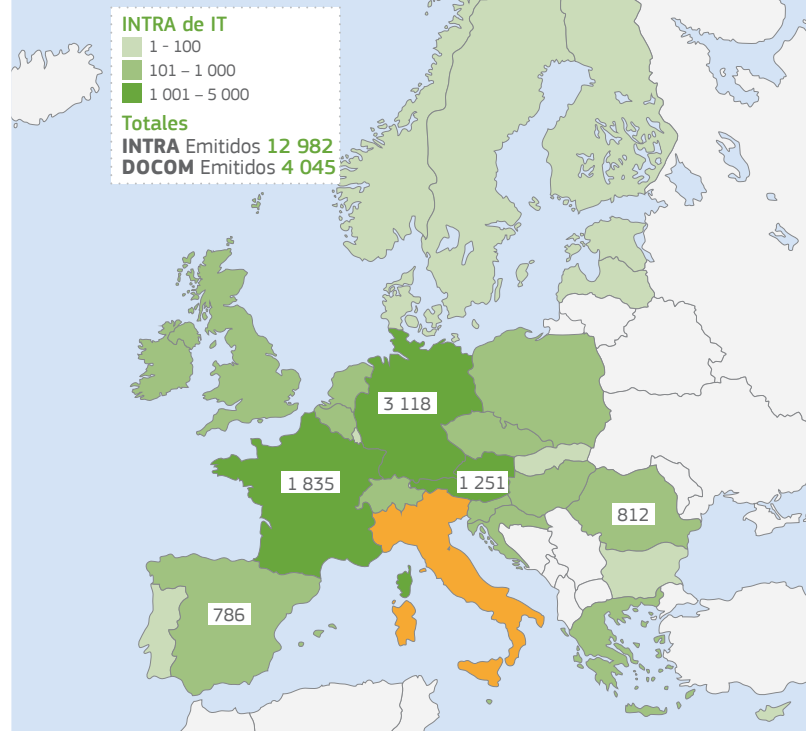 INTRA de IT
1 - 100
101 – 1 000
1 001 – 5 000
Totales
INTRA Emitidos 12 982
DOCOM Emitidos 4 045
3 118
1 835
1 251
812
786